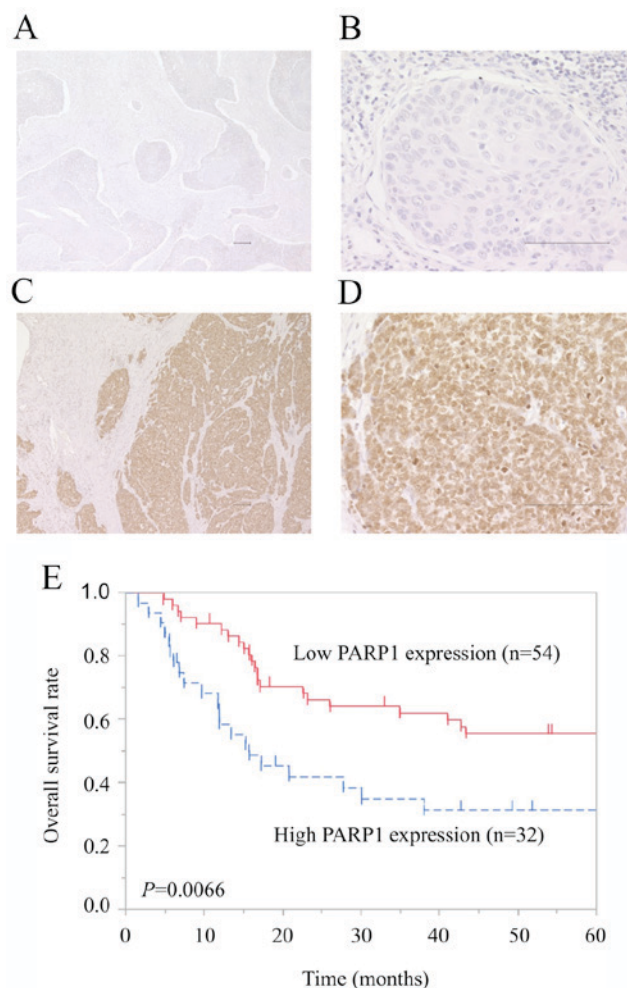 A
B
C
D
E
1.0
0.8
0.6
0.4
0.2
0.0
Overall survival rate
Low PARP1 expression (n=54)
High PARP1 expression (n=32)
P=0.0066
0 10 20 30 40 50 60
Time (months)